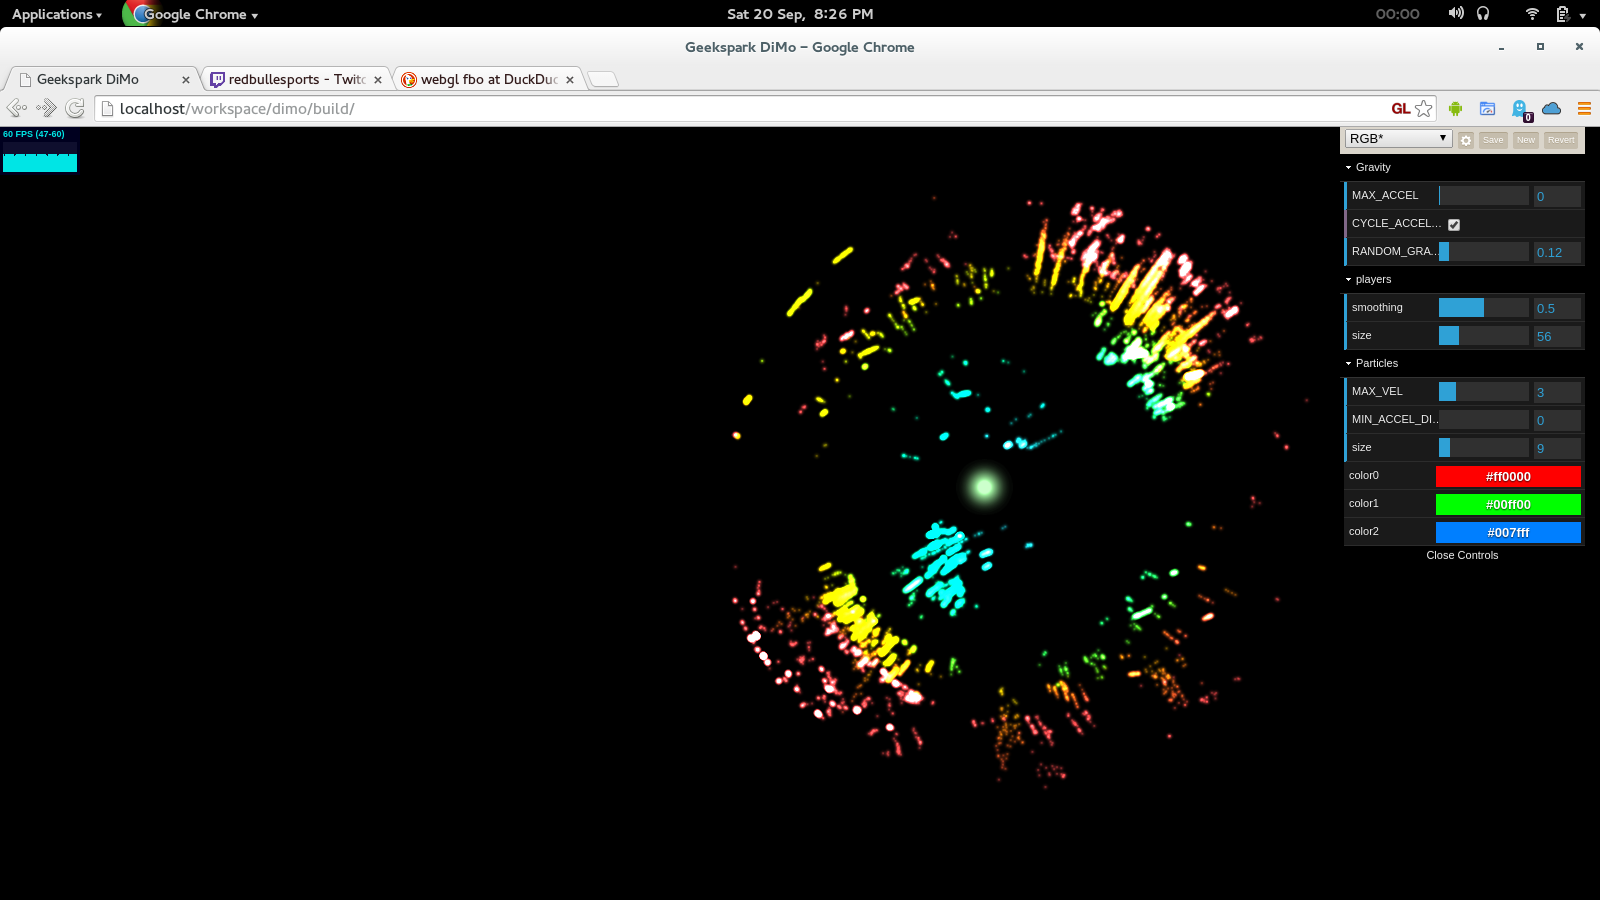 Applications
Google Chrome
Sat 20 Sep, 8:26 PM
00:00
Geekspark DiMo – Google Chrome
Geekspark DiMo
redbullesports - Twitc
webgl fbo at DuckDuc
localhost/workspace/dimo/build/
GL
0
60 FPS (47-60)
RGB*
Save
New
Revert
Gravity
MAX_ACCEL 0
CYCLE_ACCEL...
RANDOM_GRA... 0.12
players
smoothing 0.5
size 56
Particles
MAX_VEL 3
MIN_ACCEL_DI... 0
size 9
color0 #ff0000
color1 #00ff00
color2 #007fff
Close Controls